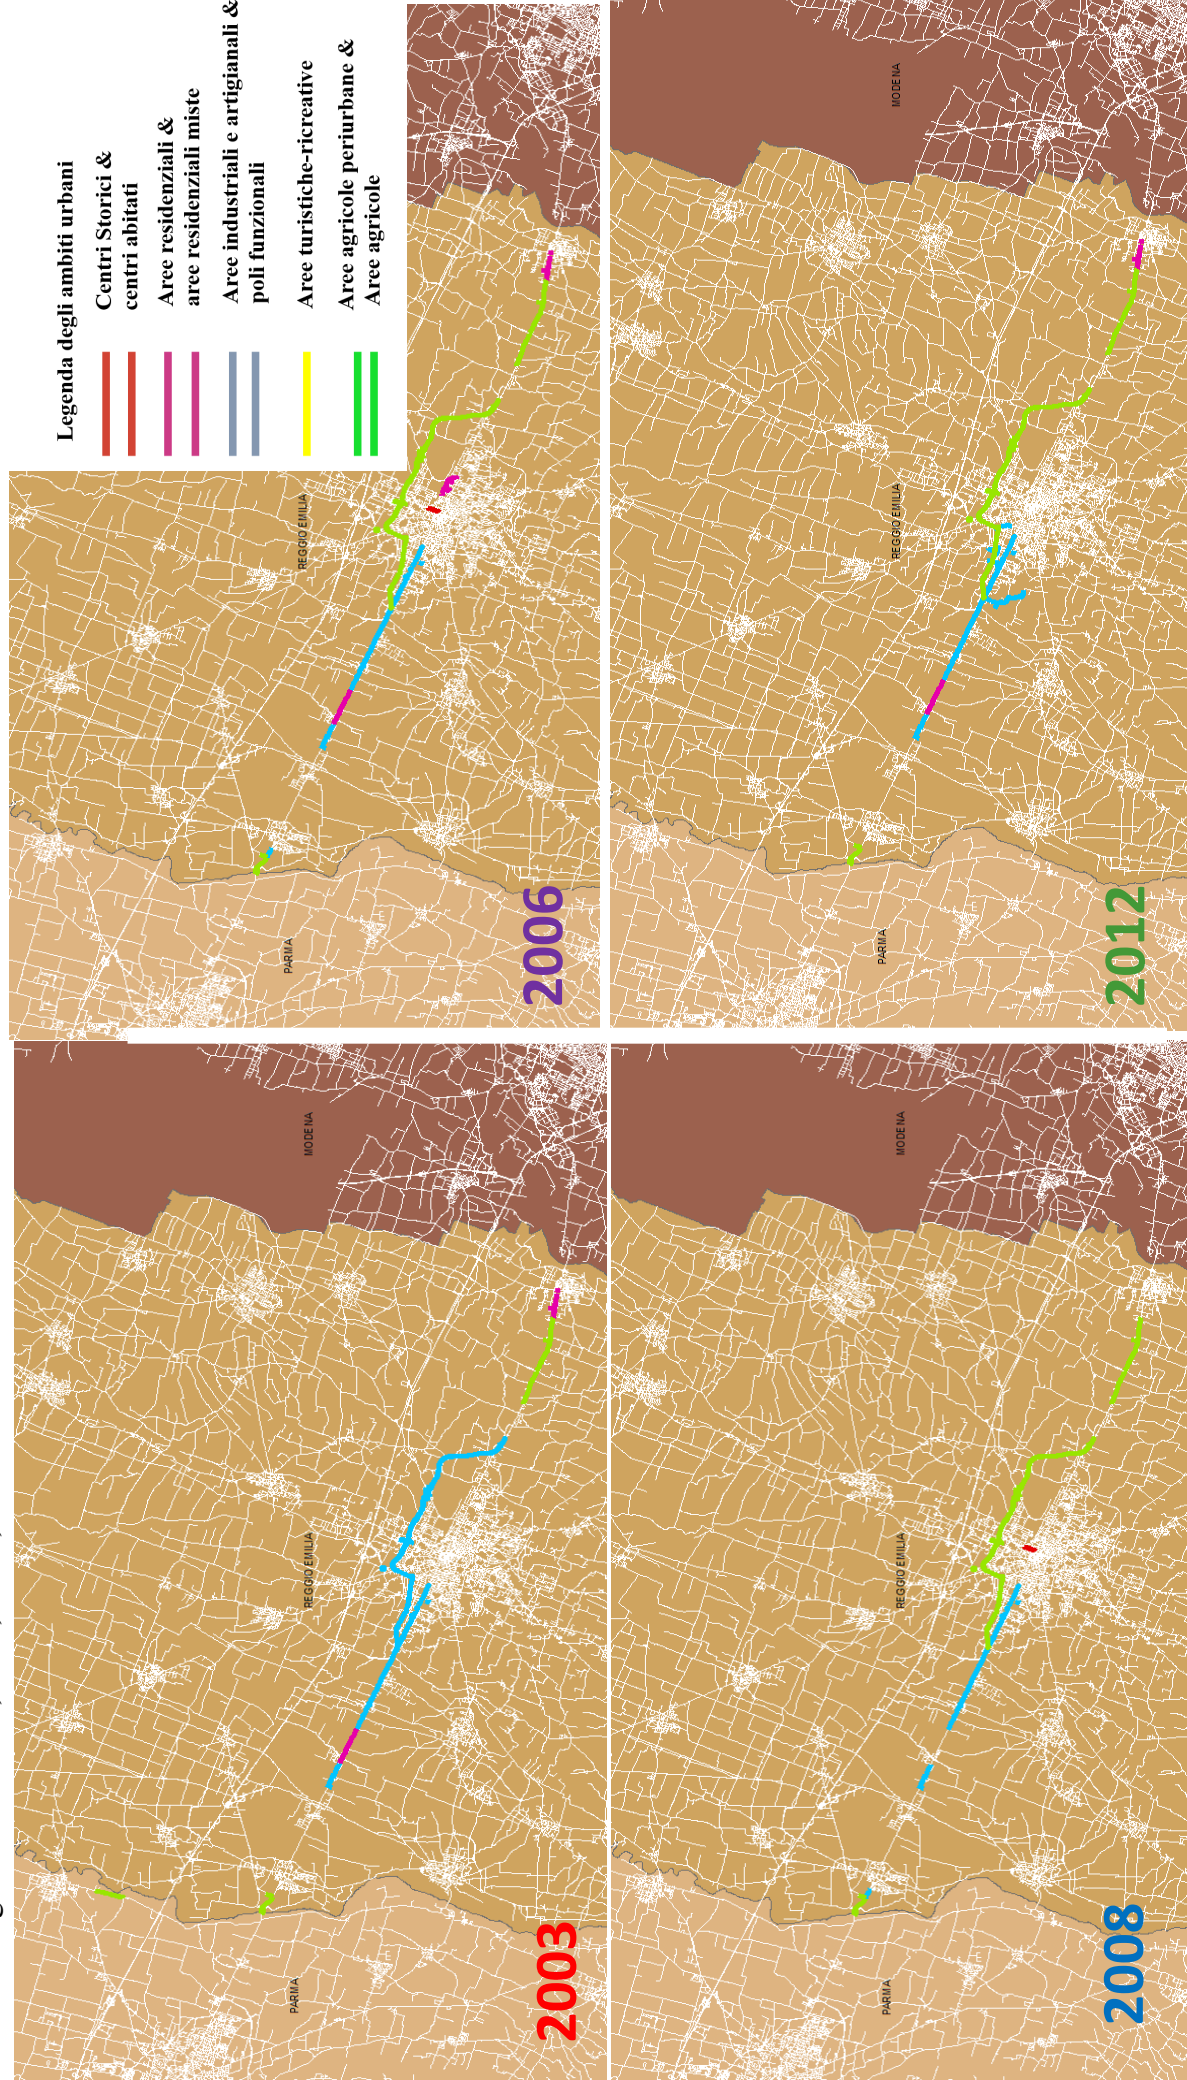 Legenda degli ambiti urbani
Centri Storici &
centri abitati
Aree residenziali &
aree residenziali miste
Aree industriali e artigianali &
poli funzionali
Aree turistiche-ricreative
Aree agricole periurbane &
Aree agricole
PARMA
REGGIO EMILIA
MODENA
2003
PARMA
REGGIO EMILIA
2006
PARMA
REGGIO EMILIA
MODENA
2008
PARMA
REGGIO EMILIA
MODENA
2012